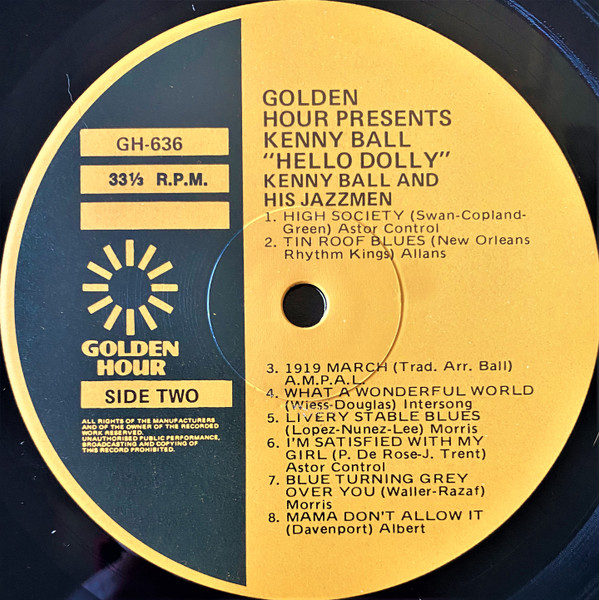 GH-636
33⅓ R.P.M.
GOLDEN
HOUR
SIDE TWO
ALL RIGHTS OF THE MANUFACTURERS
AND OF THE OWNER OF THE RECORDED
WORK RESERVED.
UNAUTHORISED PUBLIC PERFORMANCE,
BROADCASTING AND COPYING OF
THIS RECORD PROHIBITED.
GOLDEN
HOUR PRESENTS
KENNY BALL
"HELLO DOLLY"
KENNY BALL AND
HIS JAZZMEN
1. HIGH SOCIETY (Swan-Copland-
Green) Astor Control
2. TIN ROOF BLUES (New Orleans
Rhythm Kings) Allans
3. 1919 MARCH (Trad. Arr. Ball)
A.M.P.A.L.
4. WHAT A WONDERFUL WORLD
(Wiess-Douglas) Intersong
5. LIVERY STABLE BLUES
(Lopez-Nunez-Lee) Morris
6. I'M SATISFIED WITH MY
GIRL (P. De Rose-J. Trent)
Astor Control
7. BLUE TURNING GREY
OVER YOU (Waller-Razaf)
Morris
8. MAMA DON'T ALLOW IT
(Davenport) Albert